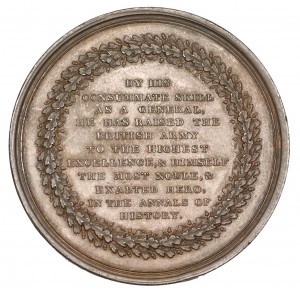 BY HIS
CONSUMMATE SKILL
AS A GENERAL,
HE HAS RAISED THE
BRITISH ARMY
TO THE HIGHEST
EXCELLENCE, & HIMSELF
THE MOST NOBLE, &
EXALTED HERO,
IN THE ANNALS OF
HISTORY.